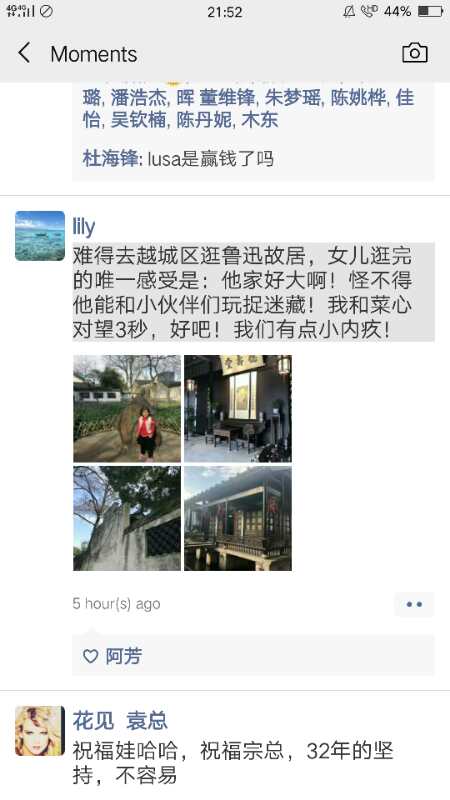 21:52
44%
Moments
璐, 潘浩杰, 晖 董维锋, 朱梦瑶, 陈姚桦, 佳
怡, 吴钦楠, 陈丹妮, 木东
杜海锋: lusa是赢钱了吗
lily
难得去越城区逛鲁迅故居，女儿逛完
的唯一感受是：他家好大啊！怪不得
他能和小伙伴们玩捉迷藏！我和菜心
对望3秒，好吧！我们有点小内疚！
5 hour(s) ago
阿芳
花见 袁总
祝福娃哈哈，祝福宗总，32年的坚
持，不容易